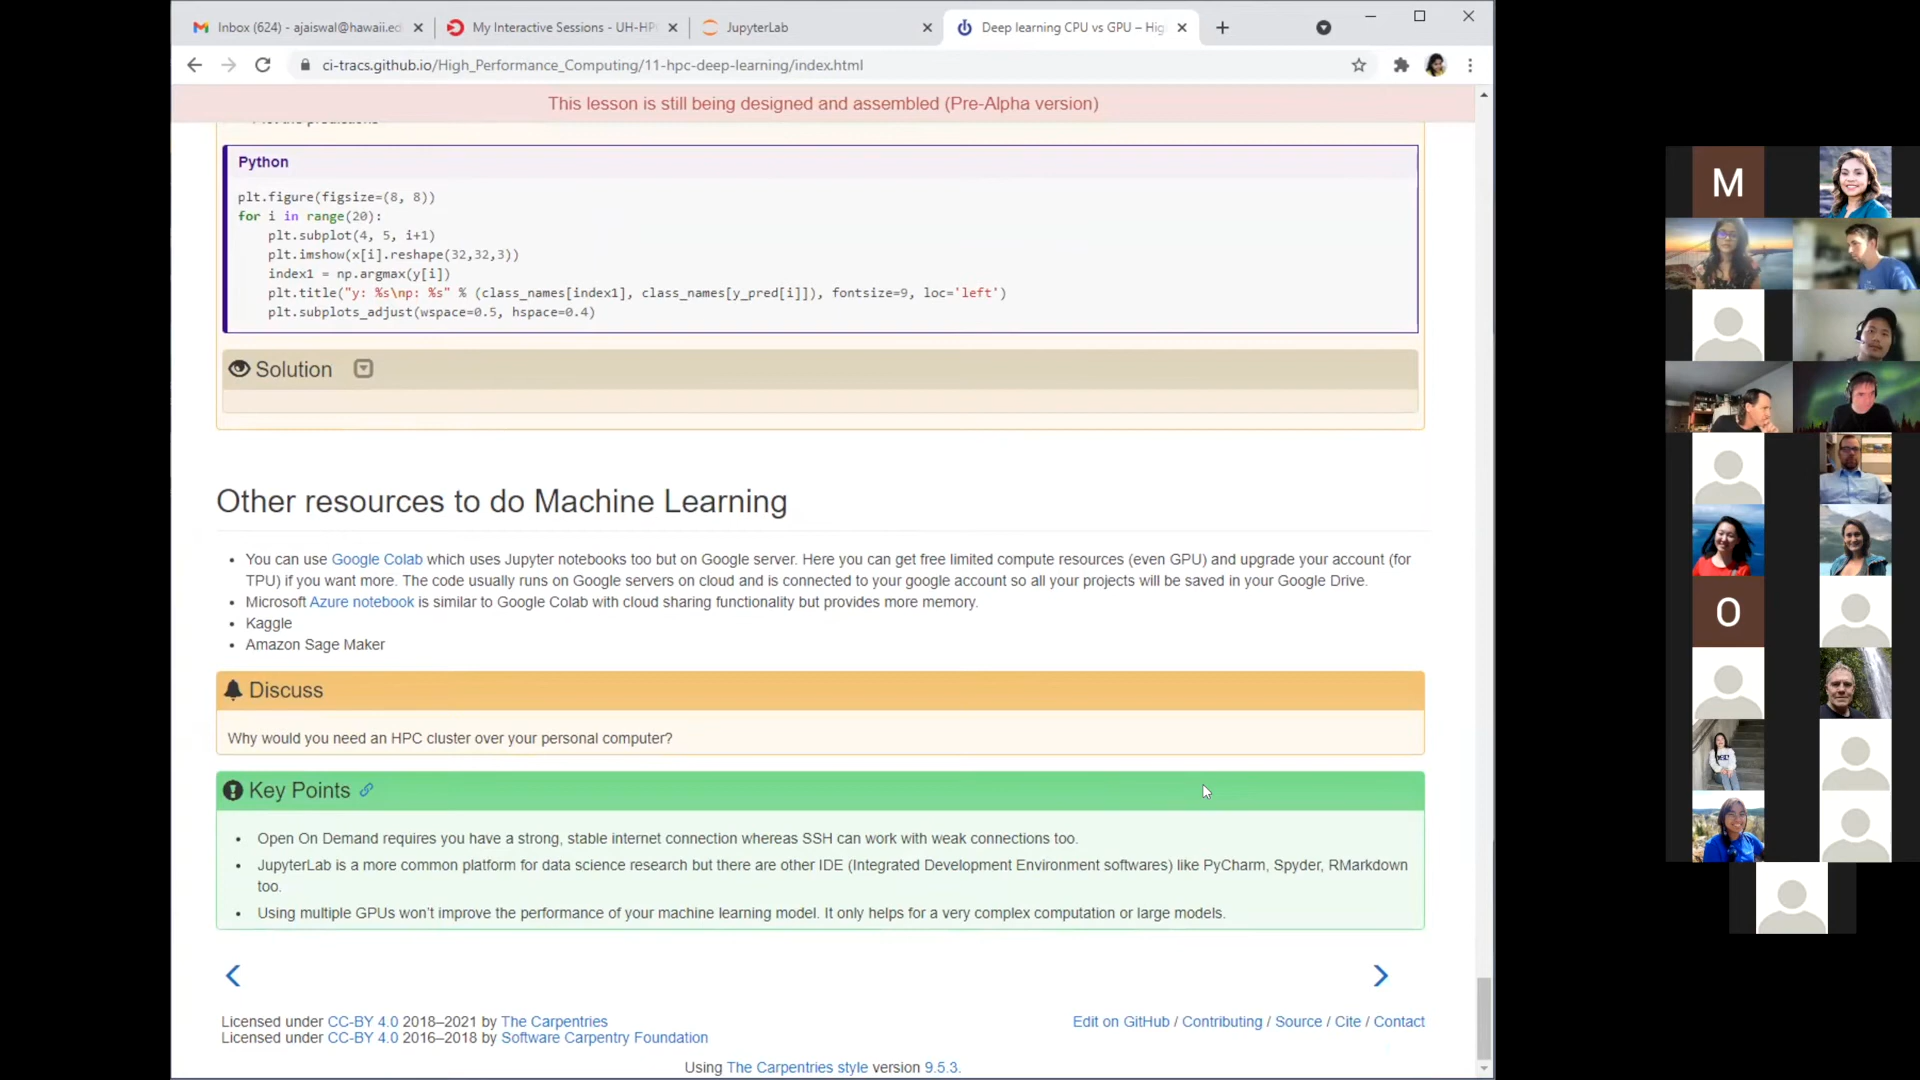 Inbox (624) - ajaiswal@hawaii.ed
My Interactive Sessions - UH-HP
JupyterLab
Deep learning CPU vs GPU – Hig
ci-tracs.github.io/High_Performance_Computing/11-hpc-deep-learning/index.html
This lesson is still being designed and assembled (Pre-Alpha version)
Python
plt.figure(figsize=(8, 8))
for i in range(20):
    plt.subplot(4, 5, i+1)
    plt.imshow(x[i].reshape(32,32,3))
    index1 = np.argmax(y[i])
    plt.title("y: %s\np: %s" % (class_names[index1], class_names[y_pred[i]]), fontsize=9, loc='left')
    plt.subplots_adjust(wspace=0.5, hspace=0.4)
Solution
Other resources to do Machine Learning
• You can use Google Colab which uses Jupyter notebooks too but on Google server. Here you can get free limited compute resources (even GPU) and upgrade your account (for
TPU) if you want more. The code usually runs on Google servers on cloud and is connected to your google account so all your projects will be saved in your Google Drive.
• Microsoft Azure notebook is similar to Google Colab with cloud sharing functionality but provides more memory.
• Kaggle
• Amazon Sage Maker
Discuss
Why would you need an HPC cluster over your personal computer?
Key Points
• Open On Demand requires you have a strong, stable internet connection whereas SSH can work with weak connections too.
• JupyterLab is a more common platform for data science research but there are other IDE (Integrated Development Environment softwares) like PyCharm, Spyder, RMarkdown
too.
• Using multiple GPUs won't improve the performance of your machine learning model. It only helps for a very complex computation or large models.
Licensed under CC-BY 4.0 2018–2021 by The Carpentries
Licensed under CC-BY 4.0 2016–2018 by Software Carpentry Foundation
Edit on GitHub / Contributing / Source / Cite / Contact
Using The Carpentries style version 9.5.3.
M
O